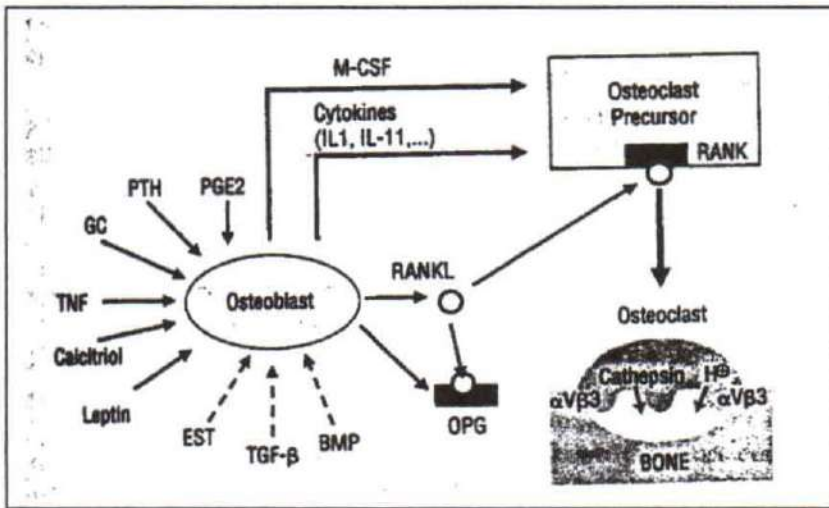 M-CSF
Cytokines
(IL1, IL-11,...)
Osteoclast
Precursor
RANK
PTH
PGE2
GC
TNF
Calcitriol
Leptin
Osteoblast
RANKL
EST
TGF-β
BMP
OPG
Osteoclast
Cathepsin
H⊕
αVβ3
αVβ3
BONE